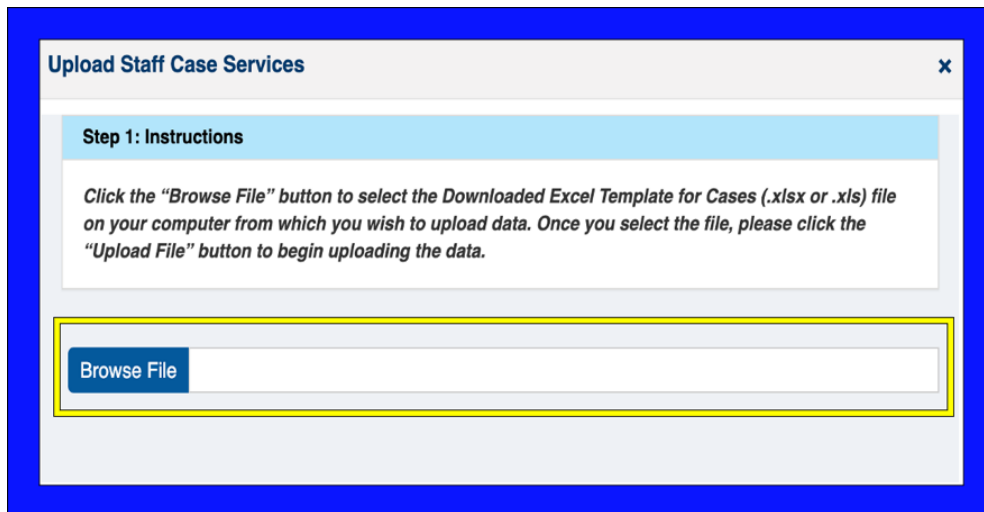 Upload Staff Case Services ×
Step 1: Instructions
Click the “Browse File” button to select the Downloaded Excel Template for Cases (.xlsx or .xls) file
on your computer from which you wish to upload data. Once you select the file, please click the
“Upload File” button to begin uploading the data.
Browse File